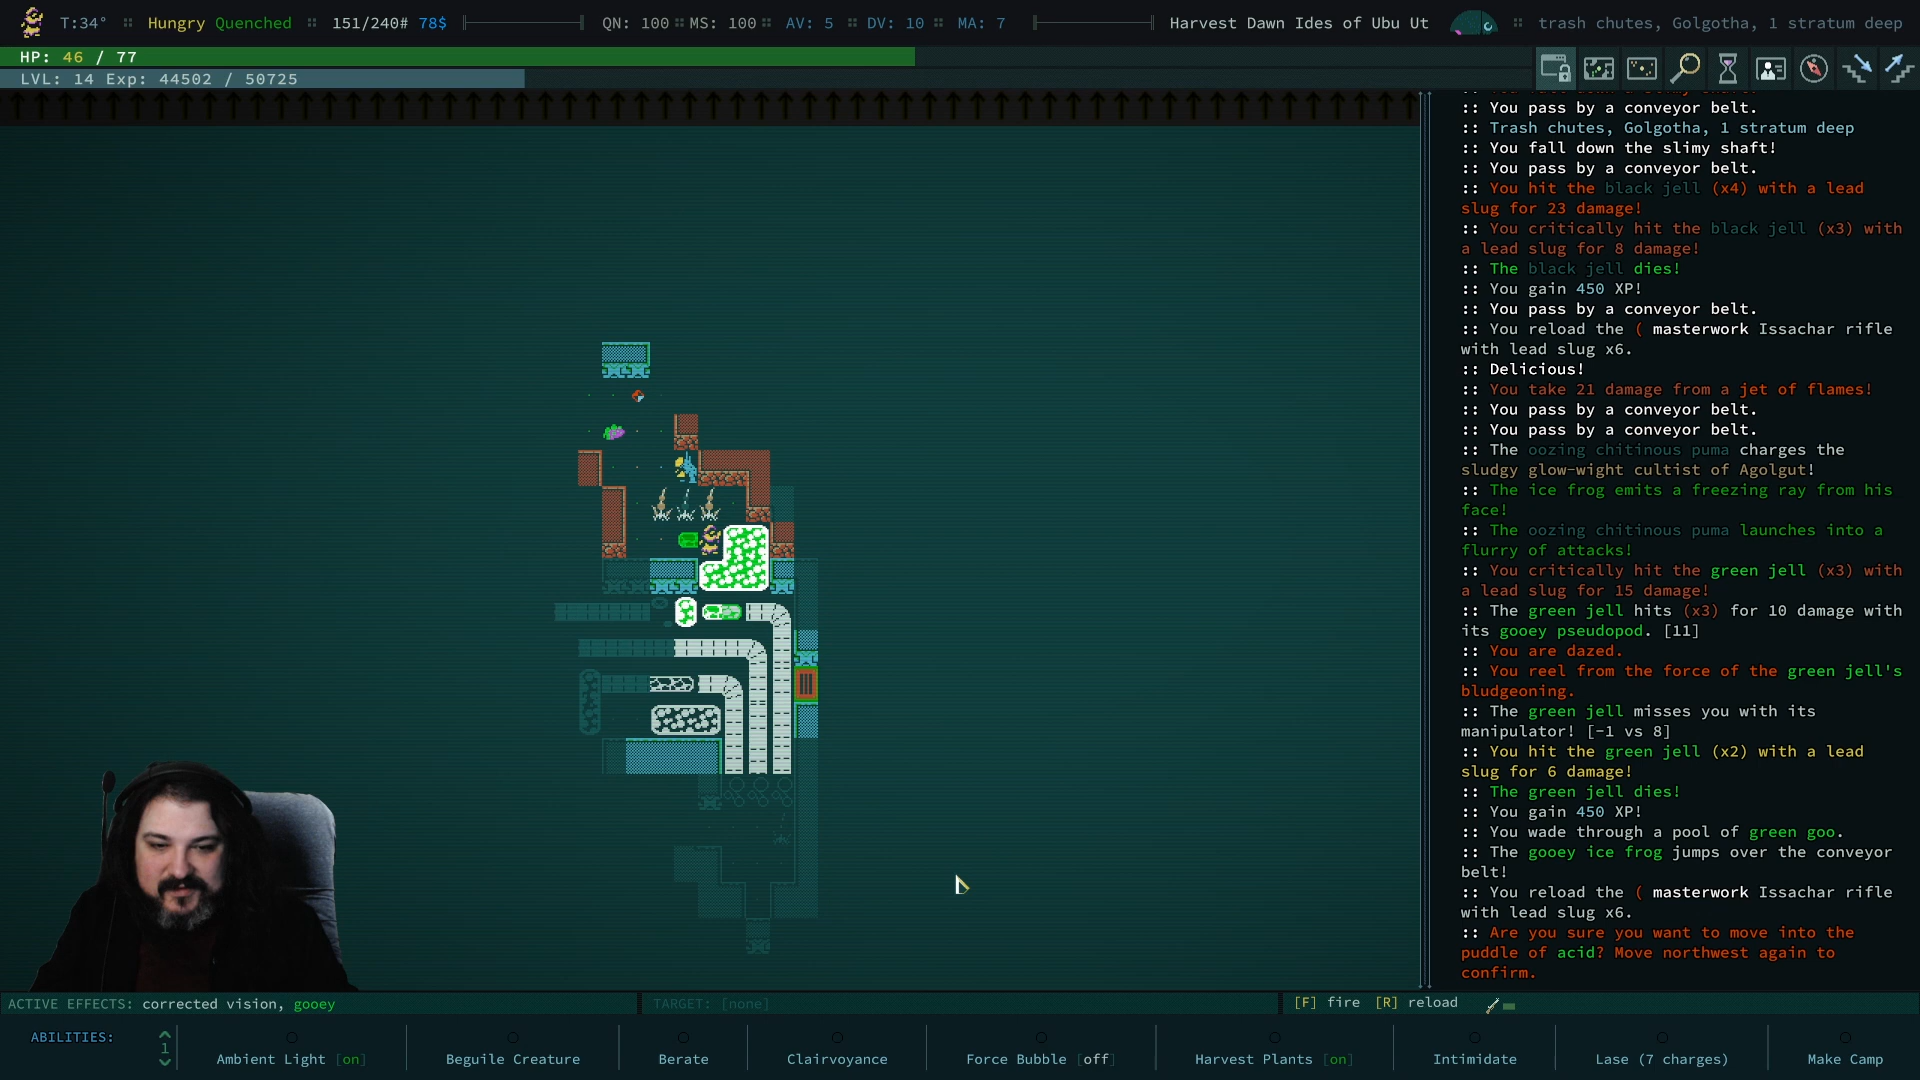 T:34° :: Hungry Quenched :: 151/240# 78$ QN: 100 :: MS: 100 :: AV: 5 :: DV: 10 :: MA: 7 Harvest Dawn Ides of Ubu Ut :: trash chutes, Golgotha, 1 stratum deep
HP: 46 / 77
LVL: 14 Exp: 44502 / 50725
:: You pass by a conveyor belt.
:: Trash chutes, Golgotha, 1 stratum deep
:: You fall down the slimy shaft!
:: You pass by a conveyor belt.
:: You hit the black jell (x4) with a lead
slug for 23 damage!
:: You critically hit the black jell (x3) with
a lead slug for 8 damage!
:: The black jell dies!
:: You gain 450 XP!
:: You pass by a conveyor belt.
:: You reload the ( masterwork Issachar rifle
with lead slug x6.
:: Delicious!
:: You take 21 damage from a jet of flames!
:: You pass by a conveyor belt.
:: You pass by a conveyor belt.
:: The oozing chitinous puma charges the
sludgy glow-wight cultist of Agolgut!
:: The ice frog emits a freezing ray from his
face!
:: The oozing chitinous puma launches into a
flurry of attacks!
:: You critically hit the green jell (x3) with
a lead slug for 15 damage!
:: The green jell hits (x3) for 10 damage with
its gooey pseudopod. [11]
:: You are dazed.
:: You reel from the force of the green jell's
bludgeoning.
:: The green jell misses you with its
manipulator! [-1 vs 8]
:: You hit the green jell (x2) with a lead
slug for 6 damage!
:: The green jell dies!
:: You gain 450 XP!
:: You wade through a pool of green goo.
:: The gooey ice frog jumps over the conveyor
belt!
:: You reload the ( masterwork Issachar rifle
with lead slug x6.
:: Are you sure you want to move into the
puddle of acid? Move northwest again to
confirm.
ACTIVE EFFECTS: corrected vision, gooey
TARGET: [none]
[F] fire [R] reload
ABILITIES: 1 Ambient Light [on] Beguile Creature Berate Clairvoyance Force Bubble [off] Harvest Plants [on] Intimidate Lase (7 charges) Make Camp